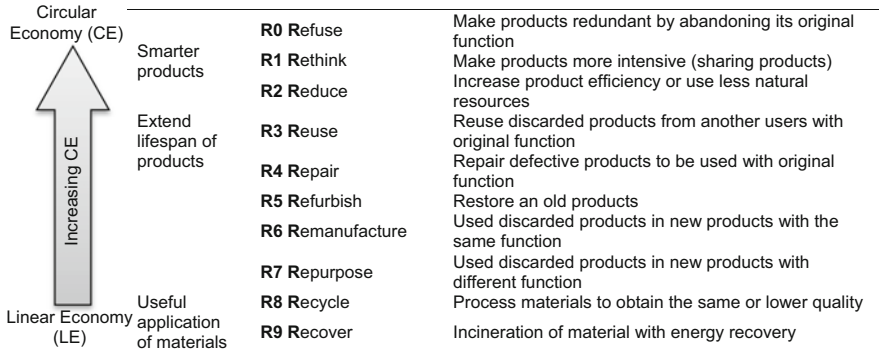 Circular
Economy (CE)
Increasing CE
Linear Economy
(LE)
Smarter
products
R0 Refuse
Make products redundant by abandoning its original
function
R1 Rethink
Make products more intensive (sharing products)
R2 Reduce
Increase product efficiency or use less natural
resources
Extend
lifespan of
products
R3 Reuse
Reuse discarded products from another users with
original function
R4 Repair
Repair defective products to be used with original
function
R5 Refurbish
Restore an old products
R6 Remanufacture
Used discarded products in new products with the
same function
R7 Repurpose
Used discarded products in new products with
different function
Useful
application
of materials
R8 Recycle
Process materials to obtain the same or lower quality
R9 Recover
Incineration of material with energy recovery